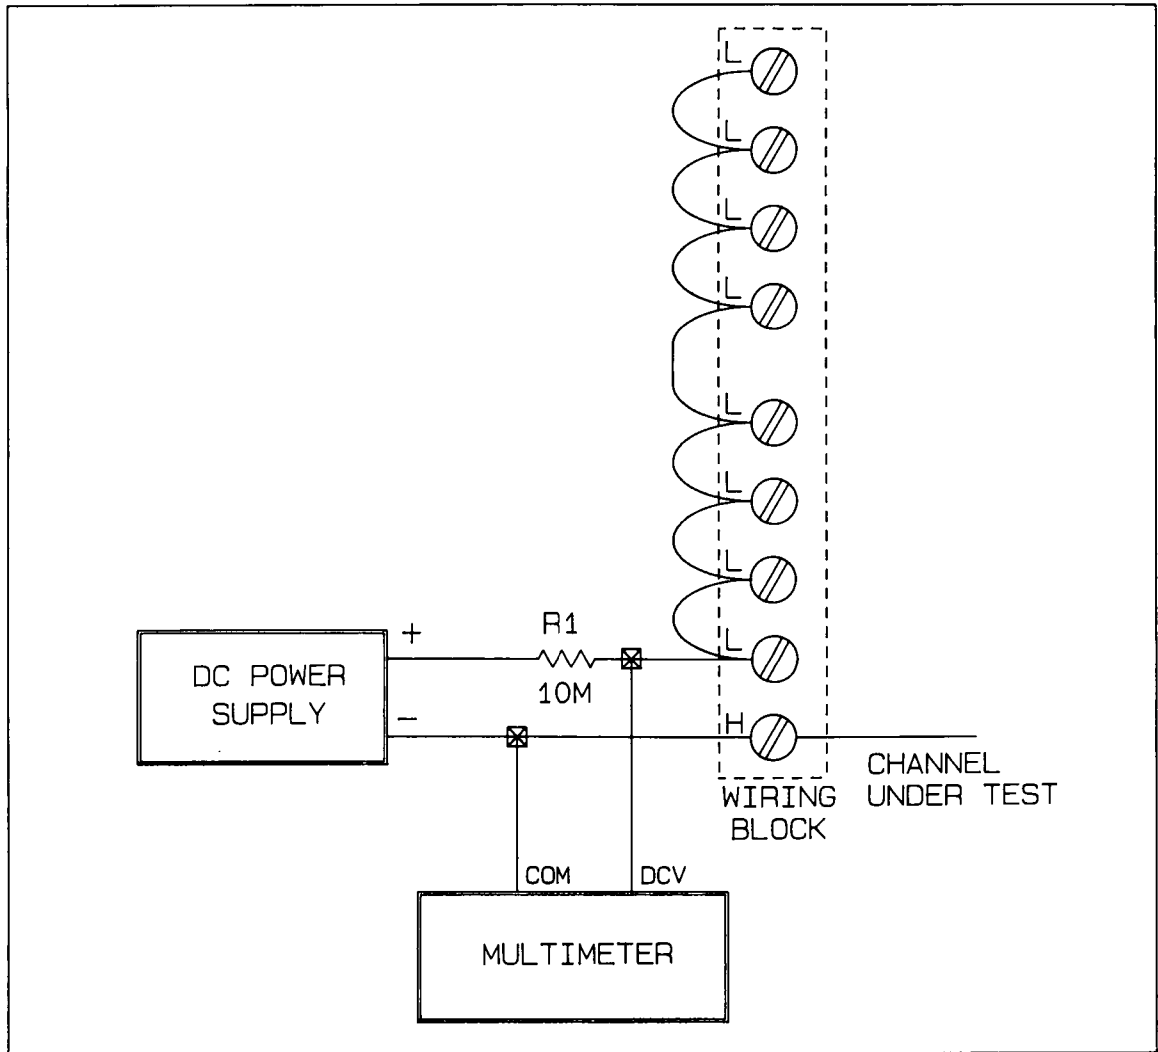 L
L
L
L
L
L
L
L
+
R1
10M
DC POWER
SUPPLY
−
H
CHANNEL
UNDER TEST
WIRING
BLOCK
COM
DCV
MULTIMETER